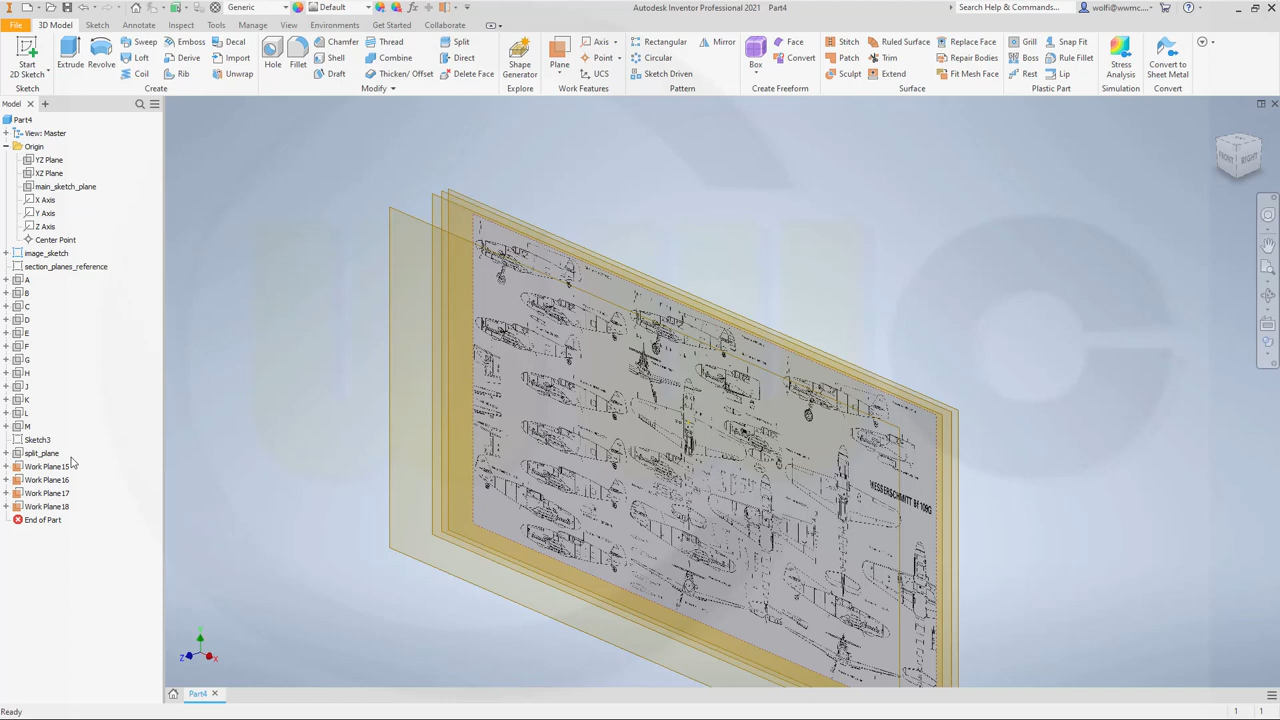 Generic
Default
Autodesk Inventor Professional 2021 Part4
Search Help & Commands...
wolfi@wwmc...
File 3D Model Sketch Annotate Inspect Tools Manage View Environments Get Started Collaborate
Start
2D Sketch
Extrude
Revolve
Sweep
Loft
Coil
Emboss
Derive
Rib
Decal
Import
Unwrap
Hole
Fillet
Chamfer
Shell
Draft
Thread
Combine
Thicken/ Offset
Split
Direct
Delete Face
Shape
Generator
Plane
Axis
Point
UCS
Rectangular
Circular
Sketch Driven
Mirror
Box
Face
Convert
Stitch
Patch
Sculpt
Ruled Surface
Trim
Extend
Replace Face
Repair Bodies
Fit Mesh Face
Grill
Boss
Rest
Snap Fit
Rule Fillet
Lip
Stress
Analysis
Convert to
Sheet Metal
Sketch Create Modify Explore Work Features Pattern Create Freeform Surface Plastic Part Simulation Convert
Model
Part4
View: Master
Origin
YZ Plane
XZ Plane
main_sketch_plane
X Axis
Y Axis
Z Axis
Center Point
image_sketch
section_planes_reference
A
B
C
D
E
F
G
H
J
K
L
M
Sketch3
split_plane
Work Plane15
Work Plane16
Work Plane17
Work Plane18
End of Part
FRONT RIGHT
MESSERSCHMITT Bf 109G
Z X
Part4
Ready 1 1